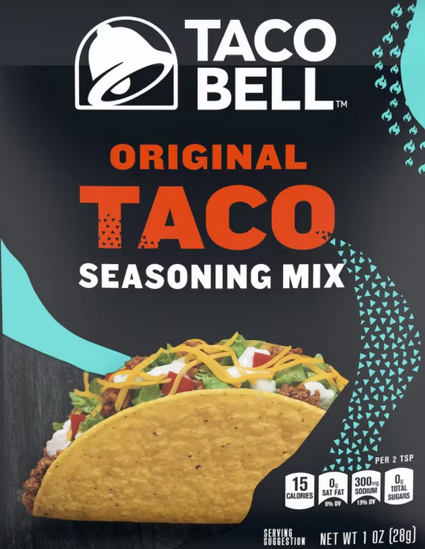 TACO
BELL™
ORIGINAL
TACO
SEASONING MIX
PER 2 TSP
15
CALORIES
0g
SAT FAT
0% DV
300mg
SODIUM
13% DV
0g
TOTAL
SUGARS
SERVING
SUGGESTION
NET WT 1 OZ (28g)